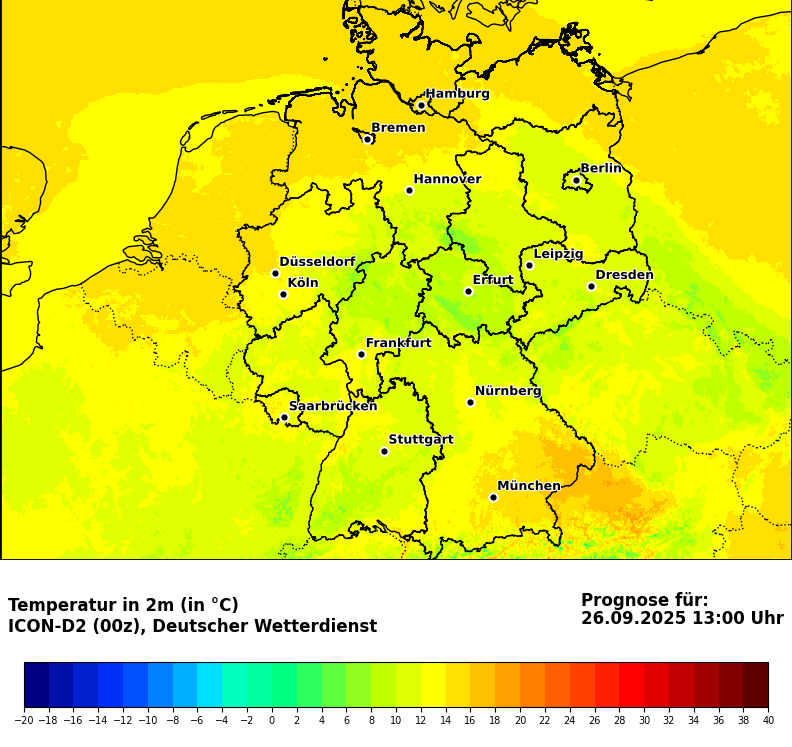 Hamburg
Bremen
Berlin
Hannover
Düsseldorf
Leipzig
Köln
Erfurt
Dresden
Frankfurt
Nürnberg
Saarbrücken
Stuttgart
München
Temperatur in 2m (in °C)
ICON-D2 (00z), Deutscher Wetterdienst
Prognose für:
26.09.2025 13:00 Uhr
−20 −18 −16 −14 −12 −10 −8 −6 −4 −2 0 2 4 6 8 10 12 14 16 18 20 22 24 26 28 30 32 34 36 38 40